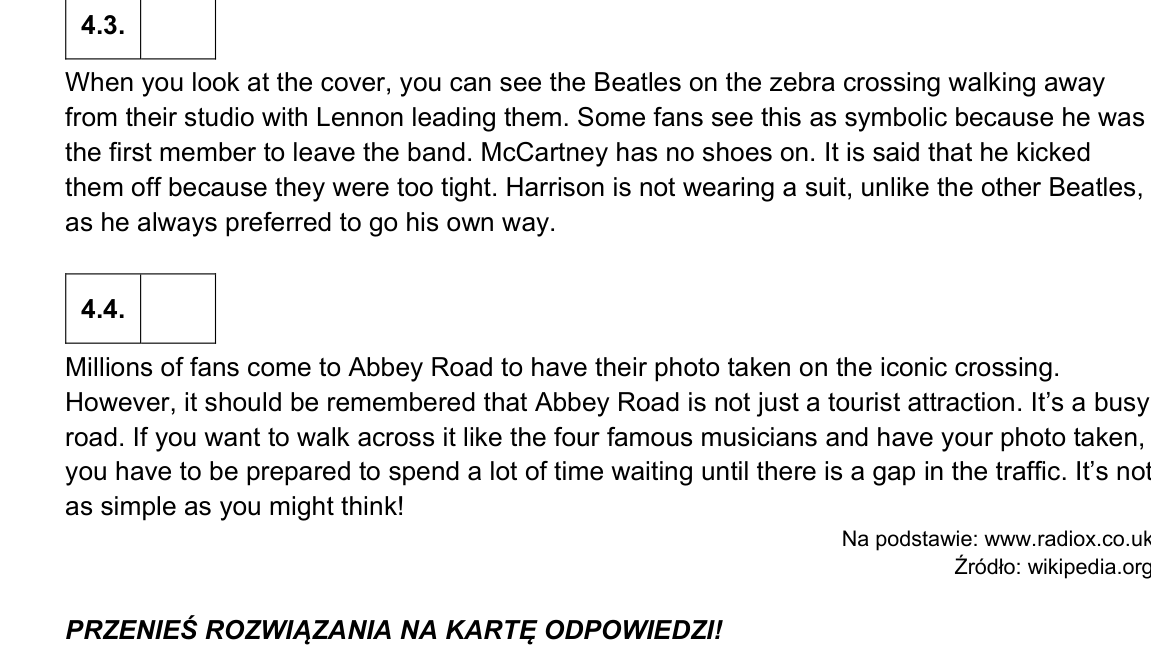 4.3.
When you look at the cover, you can see the Beatles on the zebra crossing walking away
from their studio with Lennon leading them. Some fans see this as symbolic because he was
the first member to leave the band. McCartney has no shoes on. It is said that he kicked
them off because they were too tight. Harrison is not wearing a suit, unlike the other Beatles,
as he always preferred to go his own way.
4.4.
Millions of fans come to Abbey Road to have their photo taken on the iconic crossing.
However, it should be remembered that Abbey Road is not just a tourist attraction. It’s a busy
road. If you want to walk across it like the four famous musicians and have your photo taken,
you have to be prepared to spend a lot of time waiting until there is a gap in the traffic. It’s not
as simple as you might think!
Na podstawie: www.radiox.co.uk
Źródło: wikipedia.org
PRZENIEŚ ROZWIĄZANIA NA KARTĘ ODPOWIEDZI!